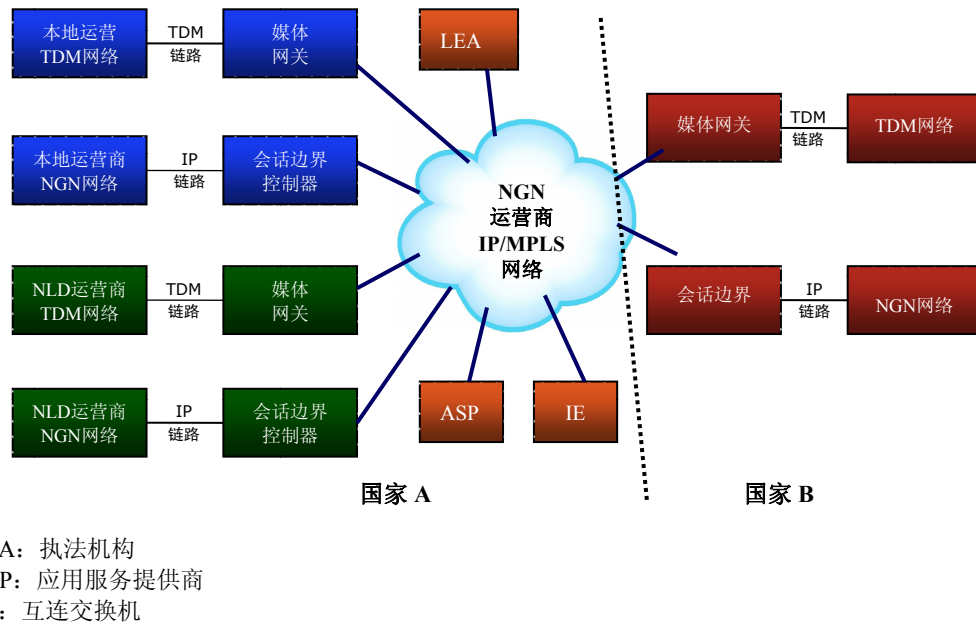 本地运营
TDM网络
TDM
链路
媒体
网关
LEA
媒体网关
TDM
链路
TDM网络
本地运营商
NGN网络
IP
链路
会话边界
控制器
NGN
运营商
IP/MPLS
网络
NLD运营商
TDM网络
TDM
链路
媒体
网关
会话边界
IP
链路
NGN网络
NLD运营商
NGN网络
IP
链路
会话边界
控制器
ASP
IE
国家 A
国家 B
A：执法机构
P：应用服务提供商
：互连交换机